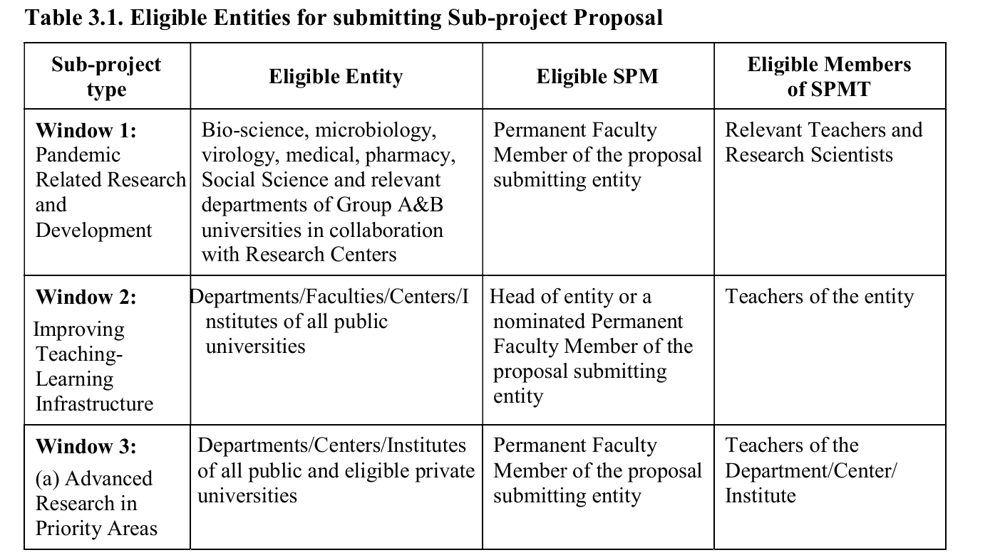 Table 3.1. Eligible Entities for submitting Sub-project Proposal
Sub-project
type
Eligible Entity
Eligible SPM
Eligible Members
of SPMT
Window 1:
Pandemic
Related Research
and
Development
Bio-science, microbiology,
virology, medical, pharmacy,
Social Science and relevant
departments of Group A&B
universities in collaboration
with Research Centers
Permanent Faculty
Member of the proposal
submitting entity
Relevant Teachers and
Research Scientists
Window 2:
Improving
Teaching-
Learning
Infrastructure
Departments/Faculties/Centers/I
nstitutes of all public
universities
Head of entity or a
nominated Permanent
Faculty Member of the
proposal submitting
entity
Teachers of the entity
Window 3:
(a) Advanced
Research in
Priority Areas
Departments/Centers/Institutes
of all public and eligible private
universities
Permanent Faculty
Member of the proposal
submitting entity
Teachers of the
Department/Center/
Institute